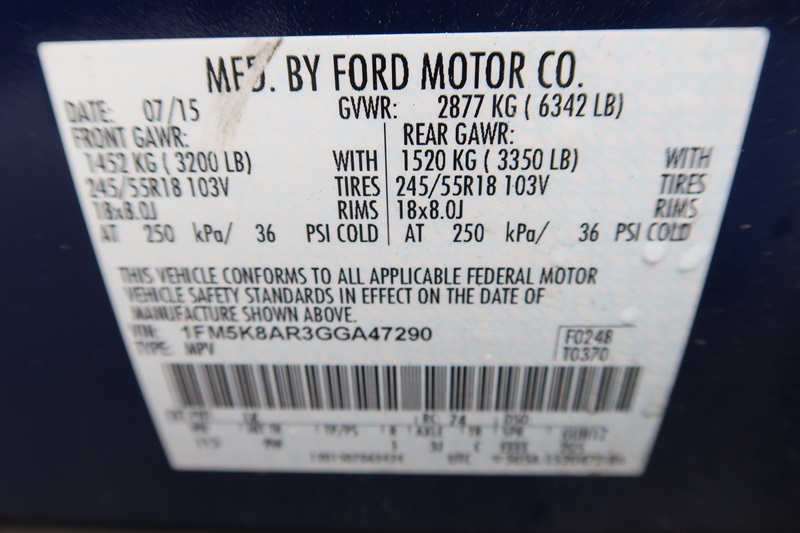 MFD. BY FORD MOTOR CO.
DATE: 07/15 GVWR: 2877 KG ( 6342 LB)
FRONT GAWR: REAR GAWR:
1452 KG ( 3200 LB) WITH 1520 KG ( 3350 LB) WITH
245/55R18 103V TIRES 245/55R18 103V TIRES
18x8.0J RIMS 18x8.0J RIMS
AT 250 kPa/ 36 PSI COLD AT 250 kPa/ 36 PSI COLD
THIS VEHICLE CONFORMS TO ALL APPLICABLE FEDERAL MOTOR
VEHICLE SAFETY STANDARDS IN EFFECT ON THE DATE OF
MANUFACTURE SHOWN ABOVE.
VIN: 1FM5K8AR3GGA47290 F0248
TYPE: MPV T0370
RC: 74 DSO
UTC